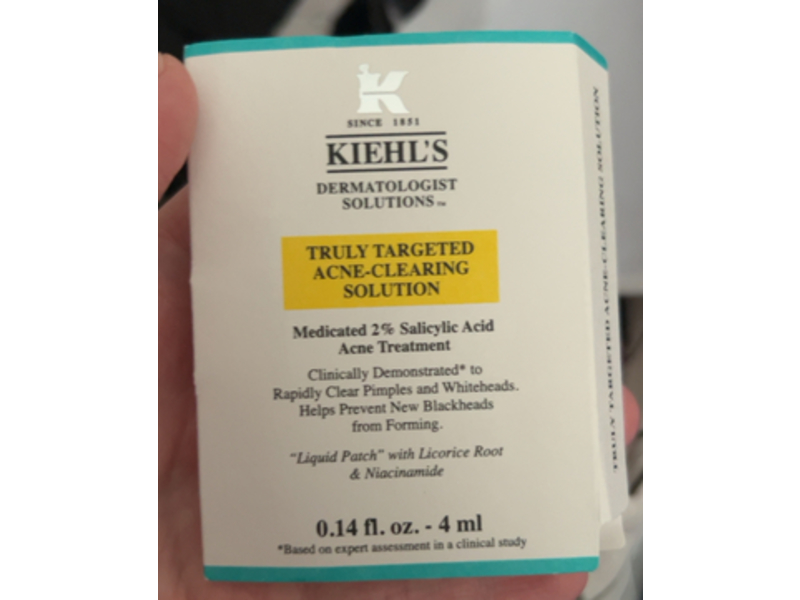 K
SINCE 1851
KIEHL'S
DERMATOLOGIST
SOLUTIONS™
TRULY TARGETED
ACNE-CLEARING
SOLUTION
Medicated 2% Salicylic Acid
Acne Treatment
Clinically Demonstrated* to
Rapidly Clear Pimples and Whiteheads.
Helps Prevent New Blackheads
from Forming.
"Liquid Patch" with Licorice Root
& Niacinamide
0.14 fl. oz. - 4 ml
*Based on expert assessment in a clinical study
TRULY TARGETED ACNE-CLEARING SOLUTION